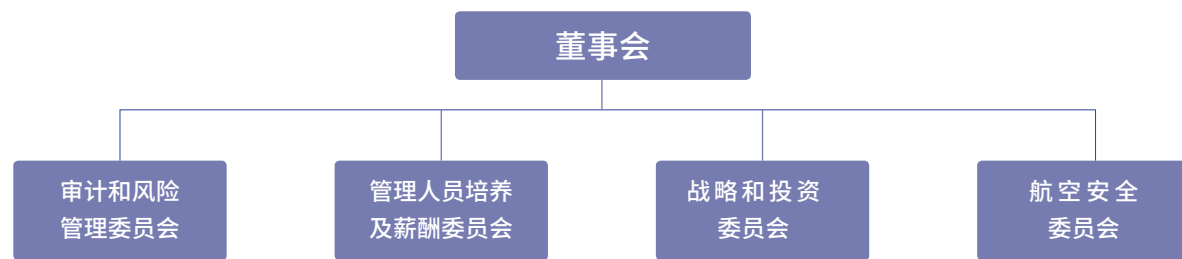 董事会
审计和风险
管理委员会
管理人员培养
及薪酬委员会
战略和投资
委员会
航空安全
委员会